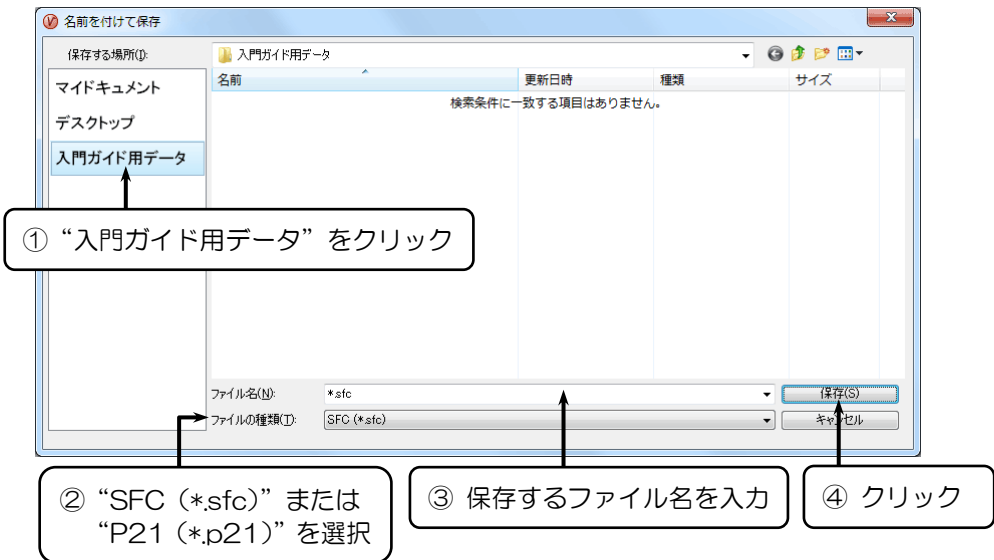 名前を付けて保存
保存する場所(I):
入門ガイド用データ
マイドキュメント
デスクトップ
入門ガイド用データ
名前
更新日時
種類
サイズ
検索条件に一致する項目はありません。
① “入門ガイド用データ” をクリック
ファイル名(N):
*.sfc
保存(S)
ファイルの種類(T):
SFC (*.sfc)
キャンセル
② “SFC (*.sfc)” または
“P21 (*.p21)” を選択
③ 保存するファイル名を入力
④ クリック